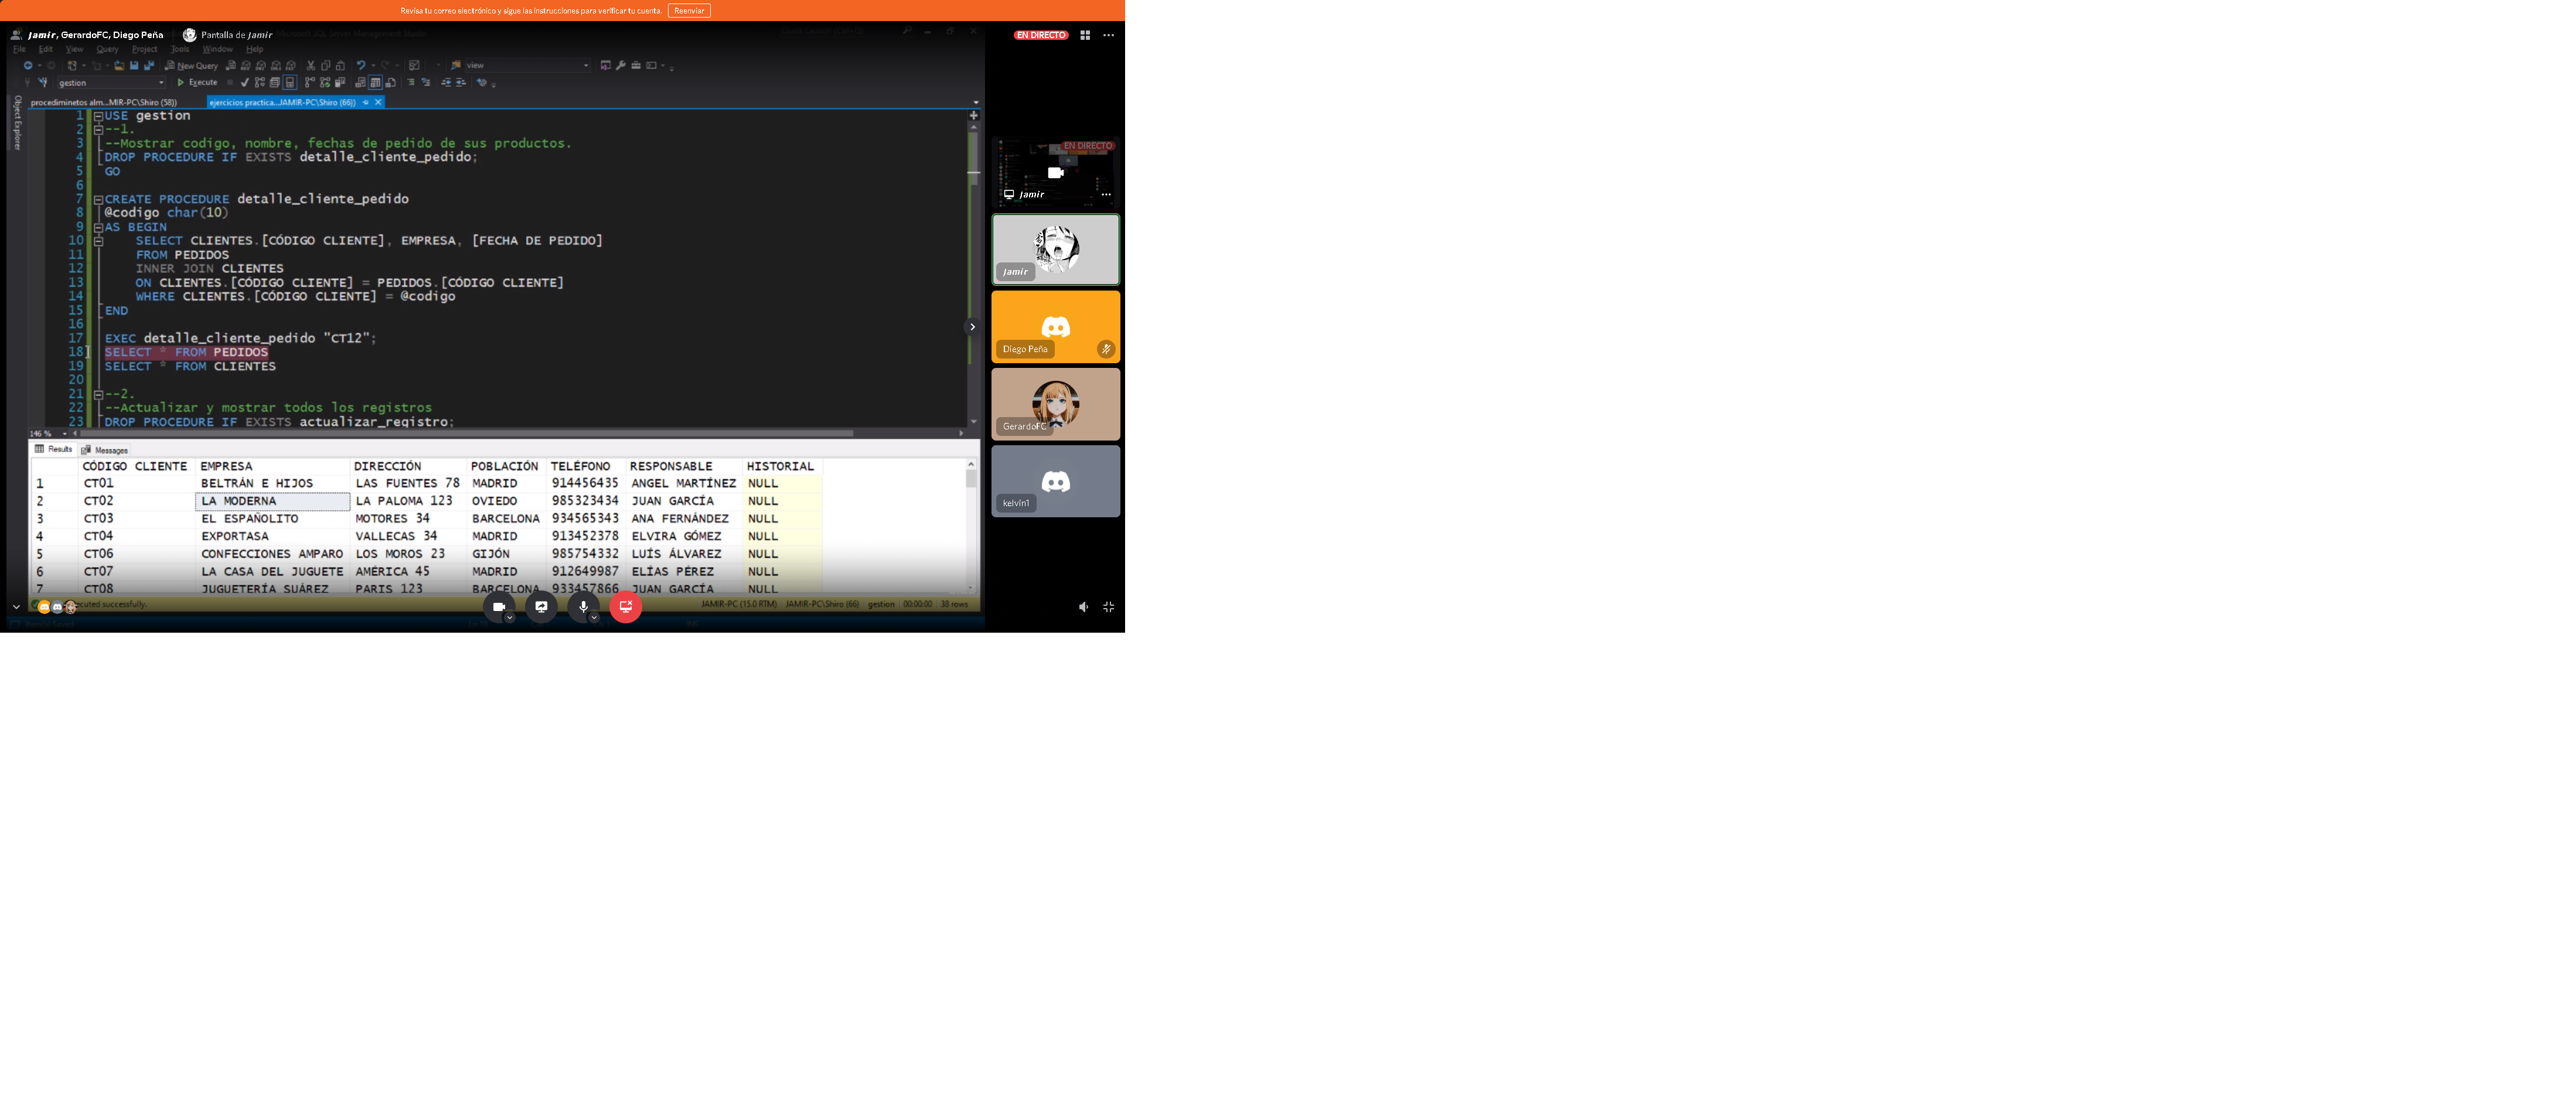 Revisa tu correo electrónico y sigue las instrucciones para verificar tu cuenta. Reenviar
Jamir, GerardoFC, Diego Peña Pantalla de Jamir EN DIRECTO
File Edit View Query Project Tools Window Help
New Query view
gestion Execute
procediminetos alm...MIR-PC\Shiro (58)) ejercicios practica...JAMIR-PC\Shiro (66))
Object Explorer
1 USE gestion
2 --1.
3 --Mostrar codigo, nombre, fechas de pedido de sus productos.
4 DROP PROCEDURE IF EXISTS detalle_cliente_pedido;
5 GO
6
7 CREATE PROCEDURE detalle_cliente_pedido
8 @codigo char(10)
9 AS BEGIN
10 SELECT CLIENTES.[CÓDIGO CLIENTE], EMPRESA, [FECHA DE PEDIDO]
11 FROM PEDIDOS
12 INNER JOIN CLIENTES
13 ON CLIENTES.[CÓDIGO CLIENTE] = PEDIDOS.[CÓDIGO CLIENTE]
14 WHERE CLIENTES.[CÓDIGO CLIENTE] = @codigo
15 END
16
17 EXEC detalle_cliente_pedido "CT12";
18 SELECT * FROM PEDIDOS
19 SELECT * FROM CLIENTES
20
21 --2.
22 --Actualizar y mostrar todos los registros
23 DROP PROCEDURE IF EXISTS actualizar_registro;
146 %
Results Messages
CÓDIGO CLIENTE EMPRESA DIRECCIÓN POBLACIÓN TELÉFONO RESPONSABLE HISTORIAL
1 CT01 BELTRÁN E HIJOS LAS FUENTES 78 MADRID 914456435 ANGEL MARTÍNEZ NULL
2 CT02 LA MODERNA LA PALOMA 123 OVIEDO 985323434 JUAN GARCÍA NULL
3 CT03 EL ESPAÑOLITO MOTORES 34 BARCELONA 934565343 ANA FERNÁNDEZ NULL
4 CT04 EXPORTASA VALLECAS 34 MADRID 913452378 ELVIRA GÓMEZ NULL
5 CT06 CONFECCIONES AMPARO LOS MOROS 23 GIJÓN 985754332 LUÍS ÁLVAREZ NULL
6 CT07 LA CASA DEL JUGUETE AMÉRICA 45 MADRID 912649987 ELÍAS PÉREZ NULL
7 CT08 JUGUETERÍA SUÁREZ PARIS 123 BARCELONA 933457866 JUAN GARCÍA NULL
successfully. JAMIR-PC (15.0 RTM) JAMIR-PC\Shiro (66) gestion 00:00:00 38 rows
EN DIRECTO
Jamir
Jamir
Diego Peña
GerardoFC
kelvin1